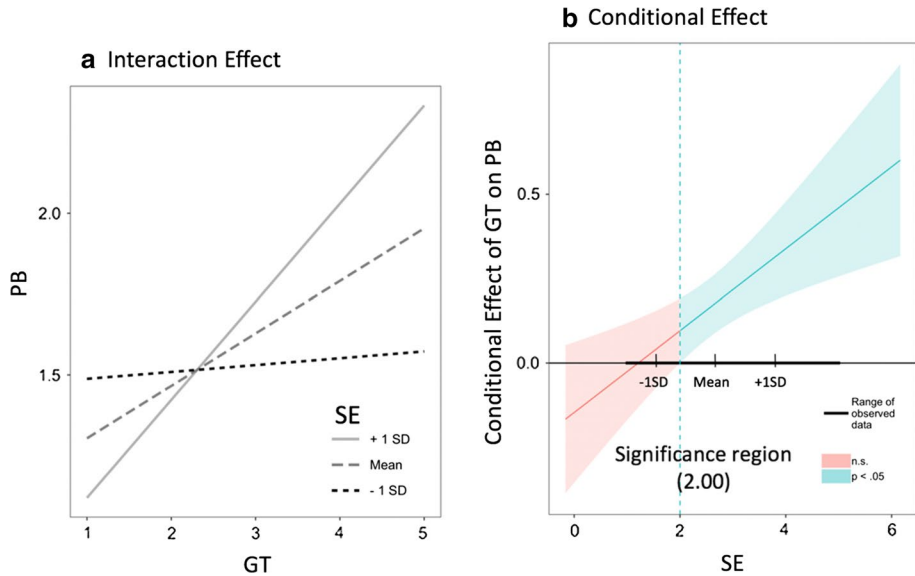 a Interaction Effect
PB
2.0
1.5
SE
+ 1 SD
Mean
- 1 SD
1
2
3
4
5
GT
b Conditional Effect
Conditional Effect of GT on PB
0.5
0.0
-1SD
Mean
+1SD
Range of
observed
data
Significance region
(2.00)
n.s.
p < .05
0
2
4
6
SE